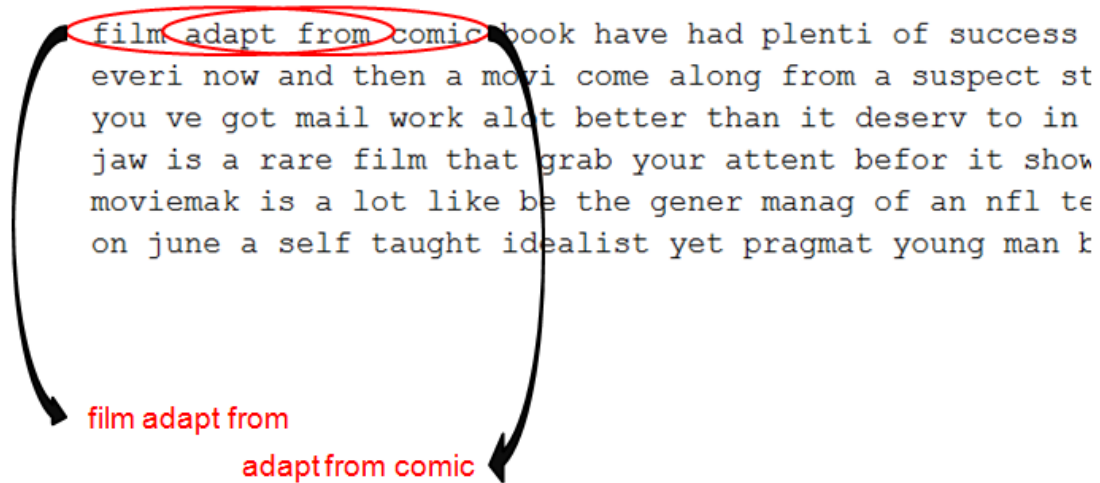 film adapt from comic book have had plenti of success
everi now and then a movi come along from a suspect st
you ve got mail work alot better than it deserv to in
jaw is a rare film that grab your attent befor it show
moviemak is a lot like be the gener manag of an nfl te
on june a self taught idealist yet pragmat young man b
film adapt from
adapt from comic